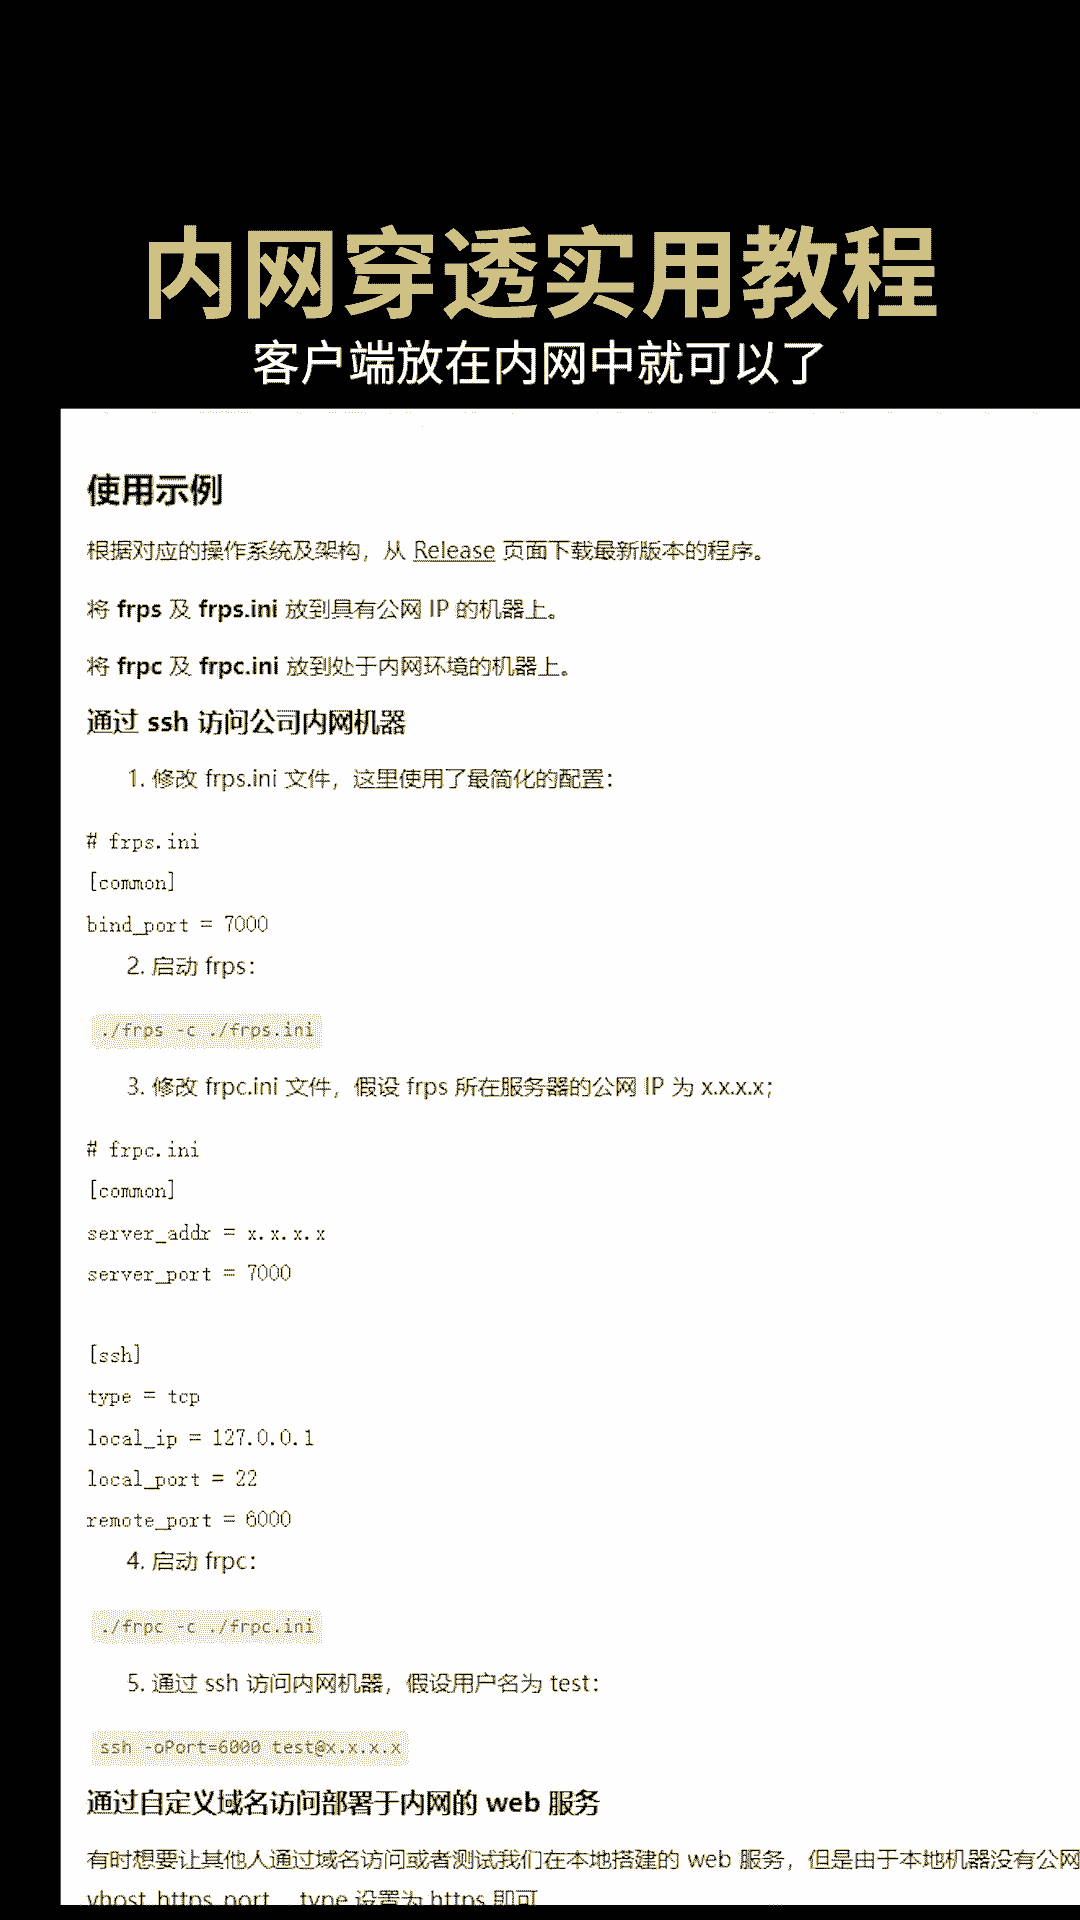 内网穿透实用教程
客户端放在内网中就可以了
使用示例
根据对应的操作系统及架构，从 Release 页面下载最新版本的程序。
将 frps 及 frps.ini 放到具有公网 IP 的机器上。
将 frpc 及 frpc.ini 放到处于内网环境的机器上。
通过 ssh 访问公司内网机器
1. 修改 frps.ini 文件，这里使用了最简化的配置：
# frps.ini
[common]
bind_port = 7000
2. 启动 frps：
./frps -c ./frps.ini
3. 修改 frpc.ini 文件，假设 frps 所在服务器的公网 IP 为 x.x.x.x；
# frpc.ini
[common]
server_addr = x.x.x.x
server_port = 7000
[ssh]
type = tcp
local_ip = 127.0.0.1
local_port = 22
remote_port = 6000
4. 启动 frpc：
./frpc -c ./frpc.ini
5. 通过 ssh 访问内网机器，假设用户名为 test：
ssh -oPort=6000 test@x.x.x.x
通过自定义域名访问部署于内网的 web 服务
有时想要让其他人通过域名访问或者测试我们在本地搭建的 web 服务，但是由于本地机器没有公网
vhost_https_port， type 设置为 https 即可